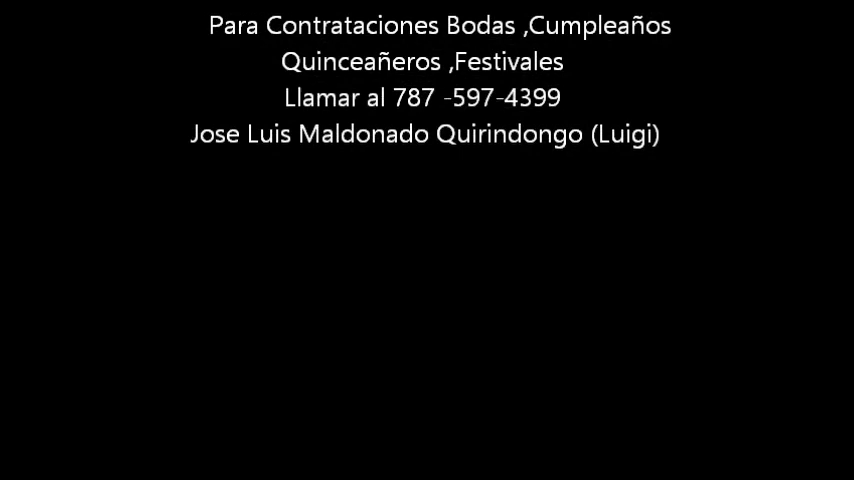 Para Contrataciones Bodas ,Cumpleaños
Quinceañeros ,Festivales
Llamar al 787 -597-4399
Jose Luis Maldonado Quirindongo (Luigi)